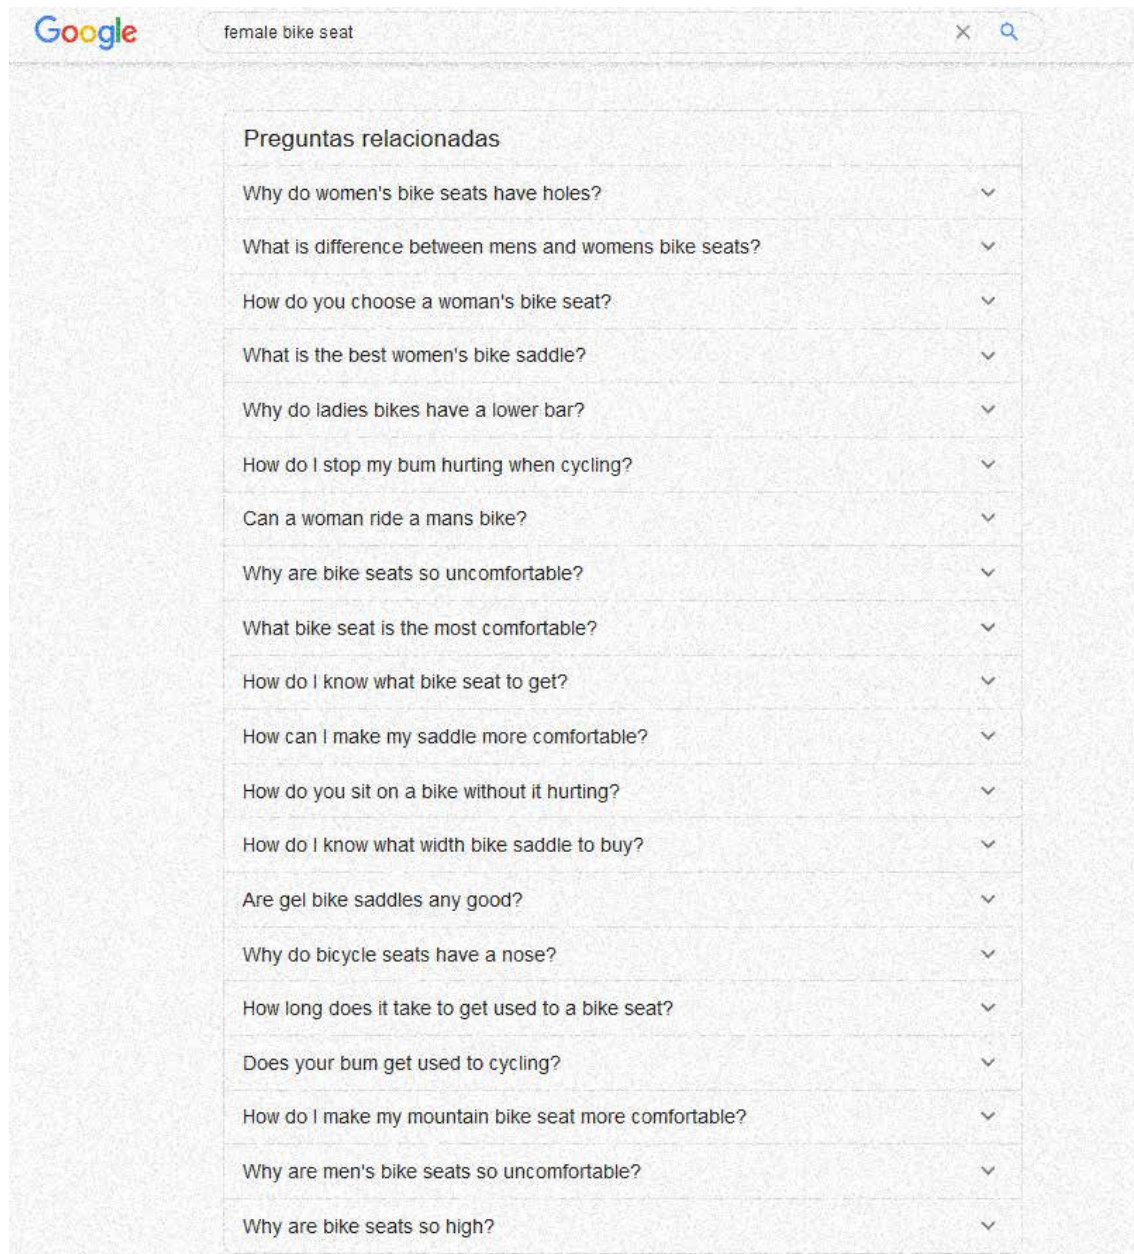 Google
female bike seat
Preguntas relacionadas
Why do women's bike seats have holes?
What is difference between mens and womens bike seats?
How do you choose a woman's bike seat?
What is the best women's bike saddle?
Why do ladies bikes have a lower bar?
How do I stop my bum hurting when cycling?
Can a woman ride a mans bike?
Why are bike seats so uncomfortable?
What bike seat is the most comfortable?
How do I know what bike seat to get?
How can I make my saddle more comfortable?
How do you sit on a bike without it hurting?
How do I know what width bike saddle to buy?
Are gel bike saddles any good?
Why do bicycle seats have a nose?
How long does it take to get used to a bike seat?
Does your bum get used to cycling?
How do I make my mountain bike seat more comfortable?
Why are men's bike seats so uncomfortable?
Why are bike seats so high?